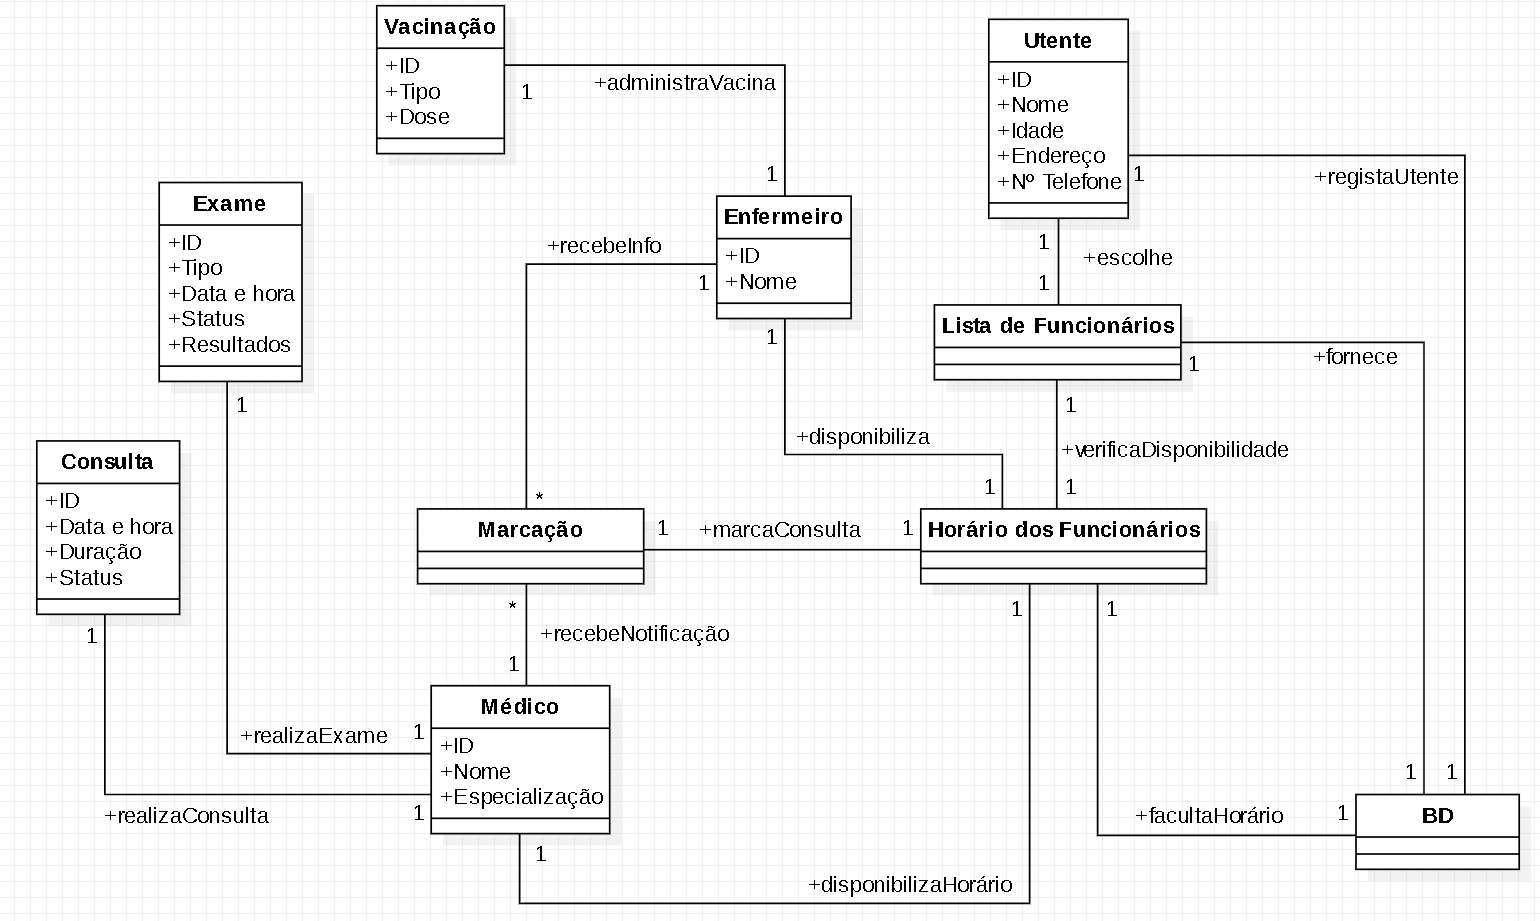 Vacinação
+ID
+Tipo
+Dose
1
+administraVacina
1
Utente
+ID
+Nome
+Idade
+Endereço
+Nº Telefone
1
+registaUtente
1
+escolhe
1
Exame
+ID
+Tipo
+Data e hora
+Status
+Resultados
1
Enfermeiro
+ID
+Nome
+recebeInfo
1
1
Lista de Funcionários
1
+fornece
1
+verificaDisponibilidade
1
+disponibiliza
1
Consulta
+ID
+Data e hora
+Duração
+Status
1
*
Marcação
1
+marcaConsulta
1
Horário dos Funcionários
*
+recebeNotificação
1
1
1
Médico
+ID
+Nome
+Especialização
+realizaExame
1
+realizaConsulta
1
1
+disponibilizaHorário
+facultaHorário
1
1
1
BD